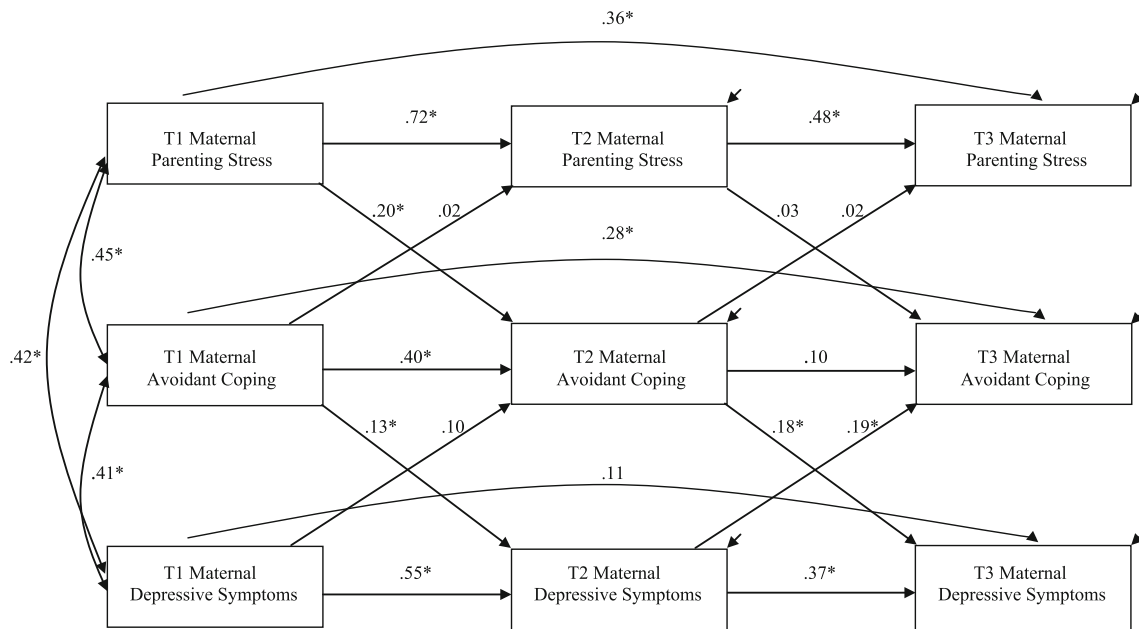 .36*
T1 Maternal
Parenting Stress
.72*
T2 Maternal
Parenting Stress
.48*
T3 Maternal
Parenting Stress
.20*
.02
.03
.02
.45*
.28*
.42*
T1 Maternal
Avoidant Coping
.40*
T2 Maternal
Avoidant Coping
.10
T3 Maternal
Avoidant Coping
.13*
.10
.18*
.19*
.41*
.11
T1 Maternal
Depressive Symptoms
.55*
T2 Maternal
Depressive Symptoms
.37*
T3 Maternal
Depressive Symptoms